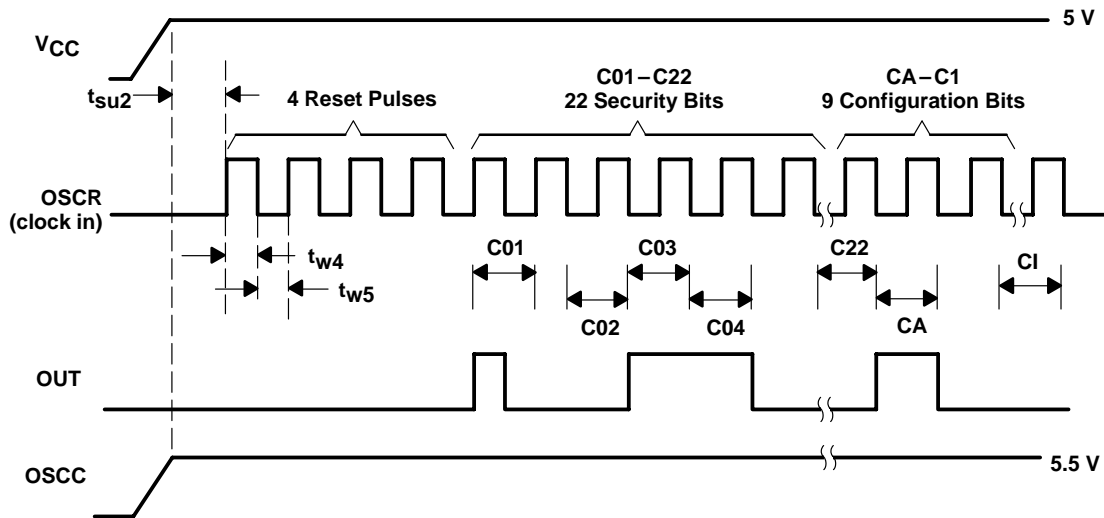 VCC
5 V
tsu2
4 Reset Pulses
C01–C22
22 Security Bits
CA–C1
9 Configuration Bits
OSCR
(clock in)
tw4
tw5
C01
C03
C22
CI
C02
C04
CA
OUT
OSCC
5.5 V